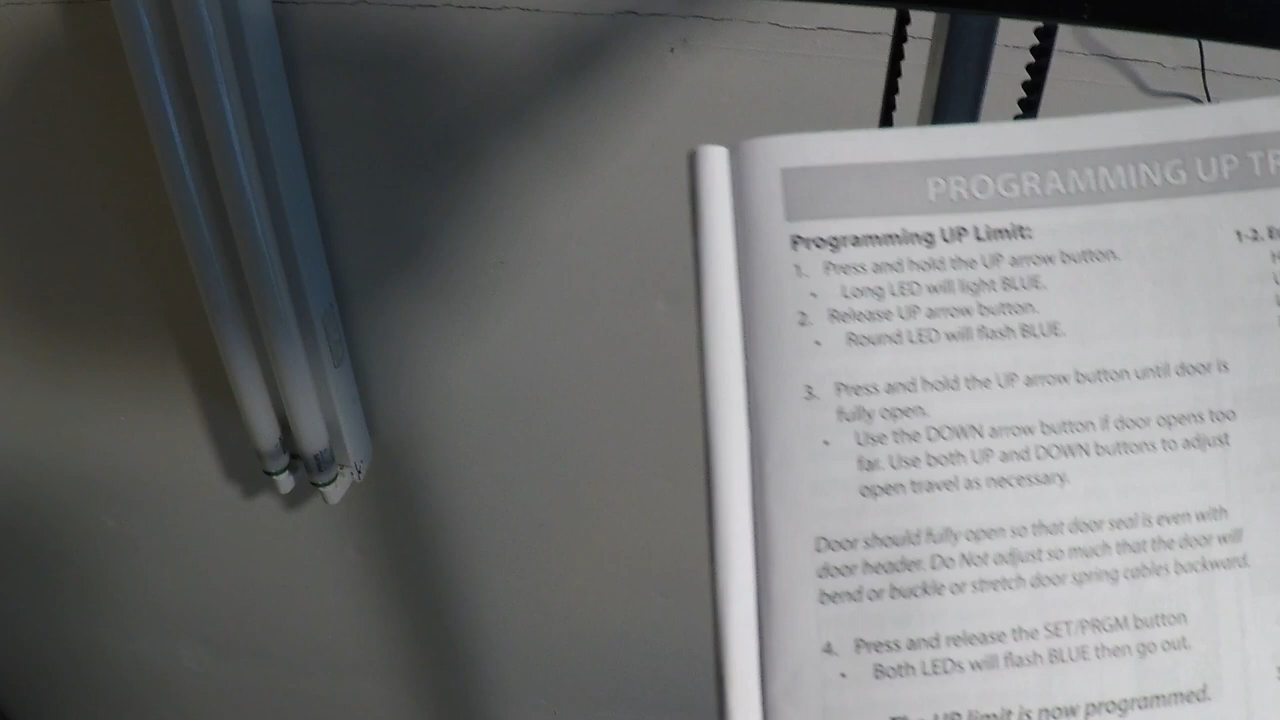 PROGRAMMING UP
Programming UP Limit:
1. Press and hold the UP arrow button.
• Long LED will light BLUE.
2. Release UP arrow button.
• Round LED will flash BLUE.
3. Press and hold the UP arrow button until door is
fully open.
• Use the DOWN arrow button if door opens too
far. Use both UP and DOWN buttons to adjust
open travel as necessary.
Door should fully open so that door seal is even with
door header. Do Not adjust so much that the door will
bend or buckle or stretch door spring cables backward.
4. Press and release the SET/PRGM button
• Both LEDs will flash BLUE then go out.
The UP limit is now programmed.
1-2.